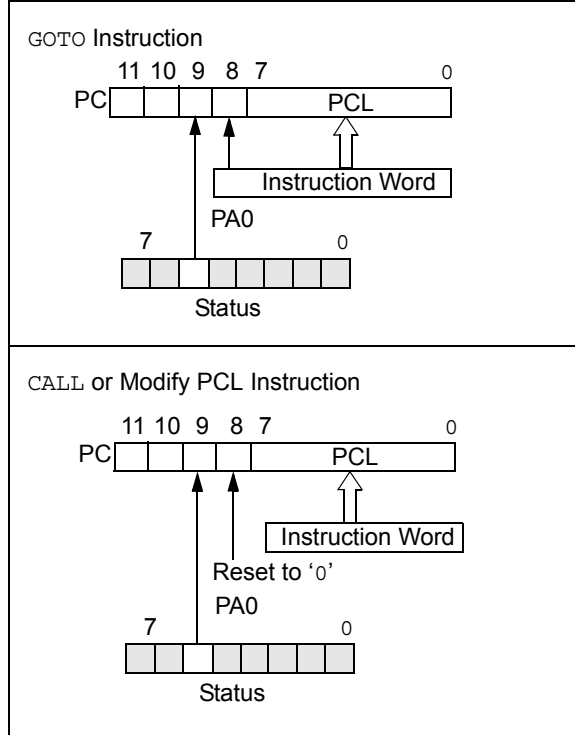 GOTO Instruction
11 10 9 8 7 0
PC PCL
Instruction Word
PA0
7 0
Status
CALL or Modify PCL Instruction
11 10 9 8 7 0
PC PCL
Instruction Word
Reset to ‘0’
PA0
7 0
Status